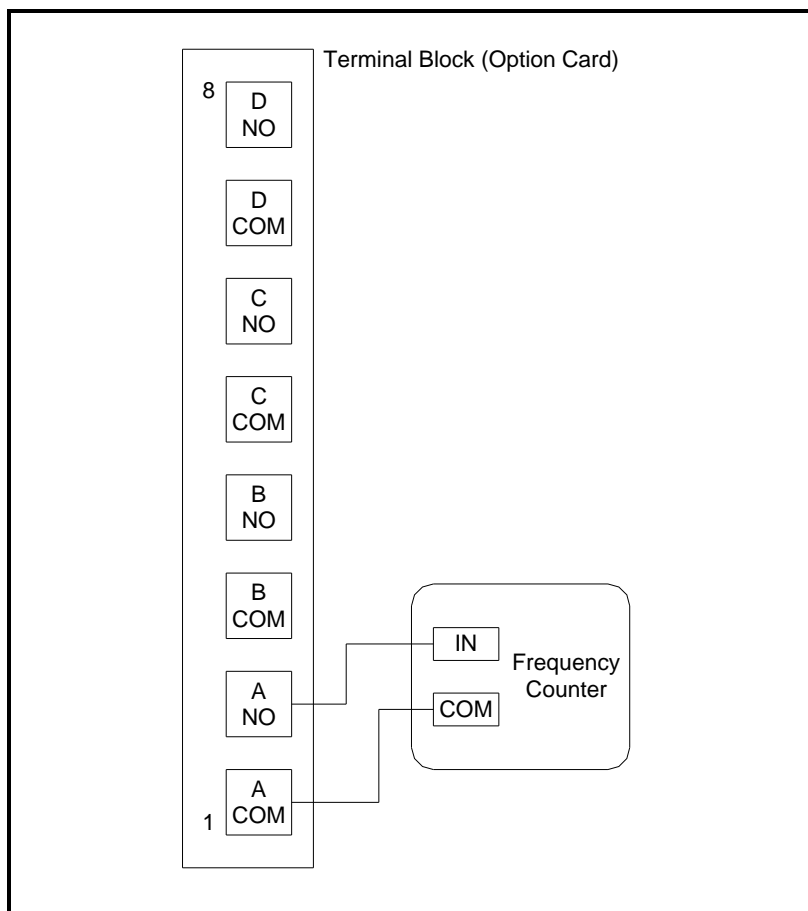 Terminal Block (Option Card)
8
D
NO
D
COM
C
NO
C
COM
B
NO
B
COM
A
NO
A
COM
1
IN
COM
Frequency
Counter